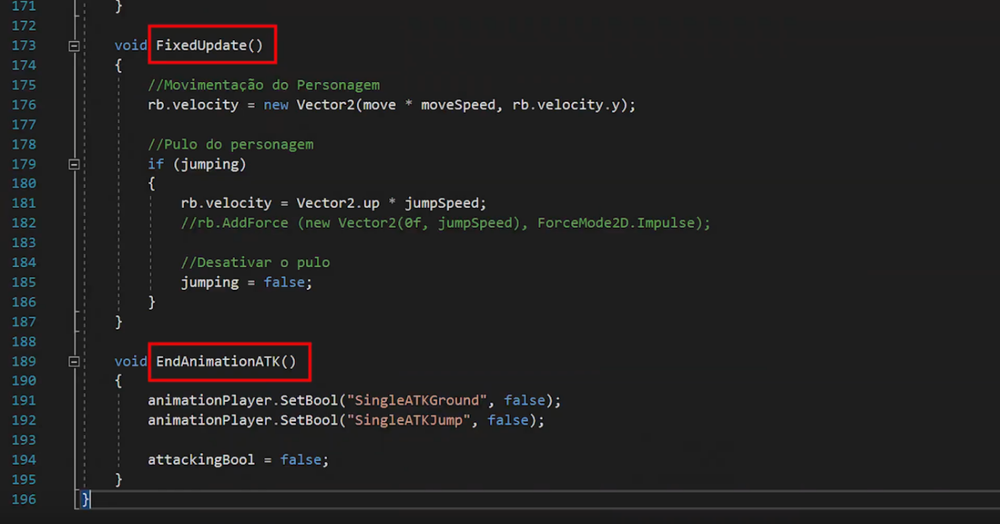 171 }
172
173 void FixedUpdate()
174 {
175 //Movimentação do Personagem
176 rb.velocity = new Vector2(move * moveSpeed, rb.velocity.y);
177
178 //Pulo do personagem
179 if (jumping)
180 {
181 rb.velocity = Vector2.up * jumpSpeed;
182 //rb.AddForce (new Vector2(0f, jumpSpeed), ForceMode2D.Impulse);
183
184 //Desativar o pulo
185 jumping = false;
186 }
187 }
188
189 void EndAnimationATK()
190 {
191 animationPlayer.SetBool("SingleATKGround", false);
192 animationPlayer.SetBool("SingleATKJump", false);
193
194 attackingBool = false;
195 }
196 }